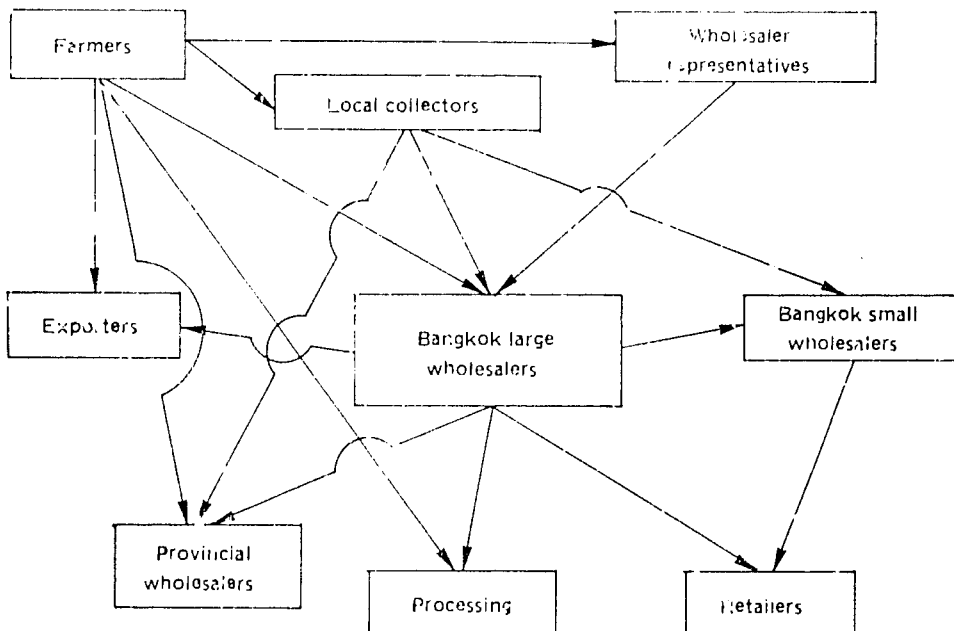 Farmers
Wholesaler
representatives
Local collectors
Exporters
Bangkok large
wholesalers
Bangkok small
wholesalers
Provincial
wholesalers
Processing
Retailers